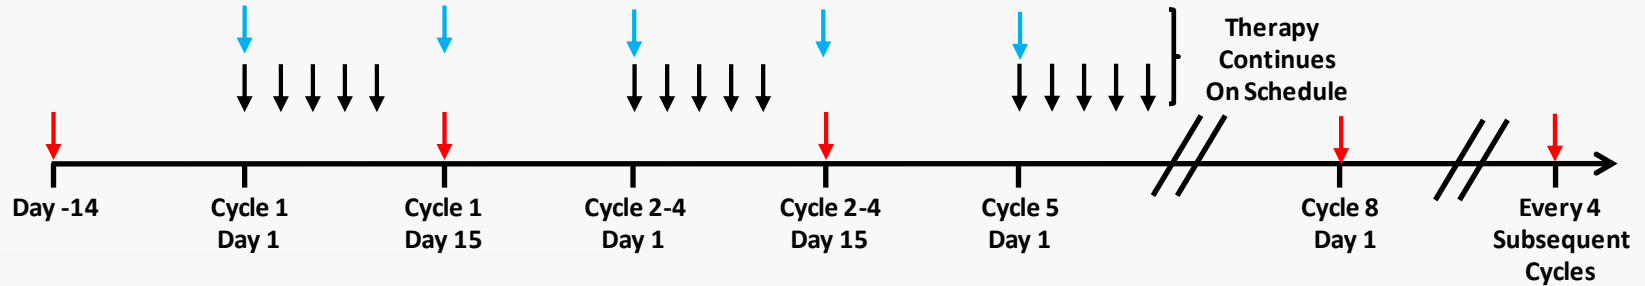 Therapy
Continues
On Schedule
Day -14
Cycle 1
Day 1
Cycle 1
Day 15
Cycle 2-4
Day 1
Cycle 2-4
Day 15
Cycle 5
Day 1
Cycle 8
Day 1
Every 4
Subsequent
Cycles